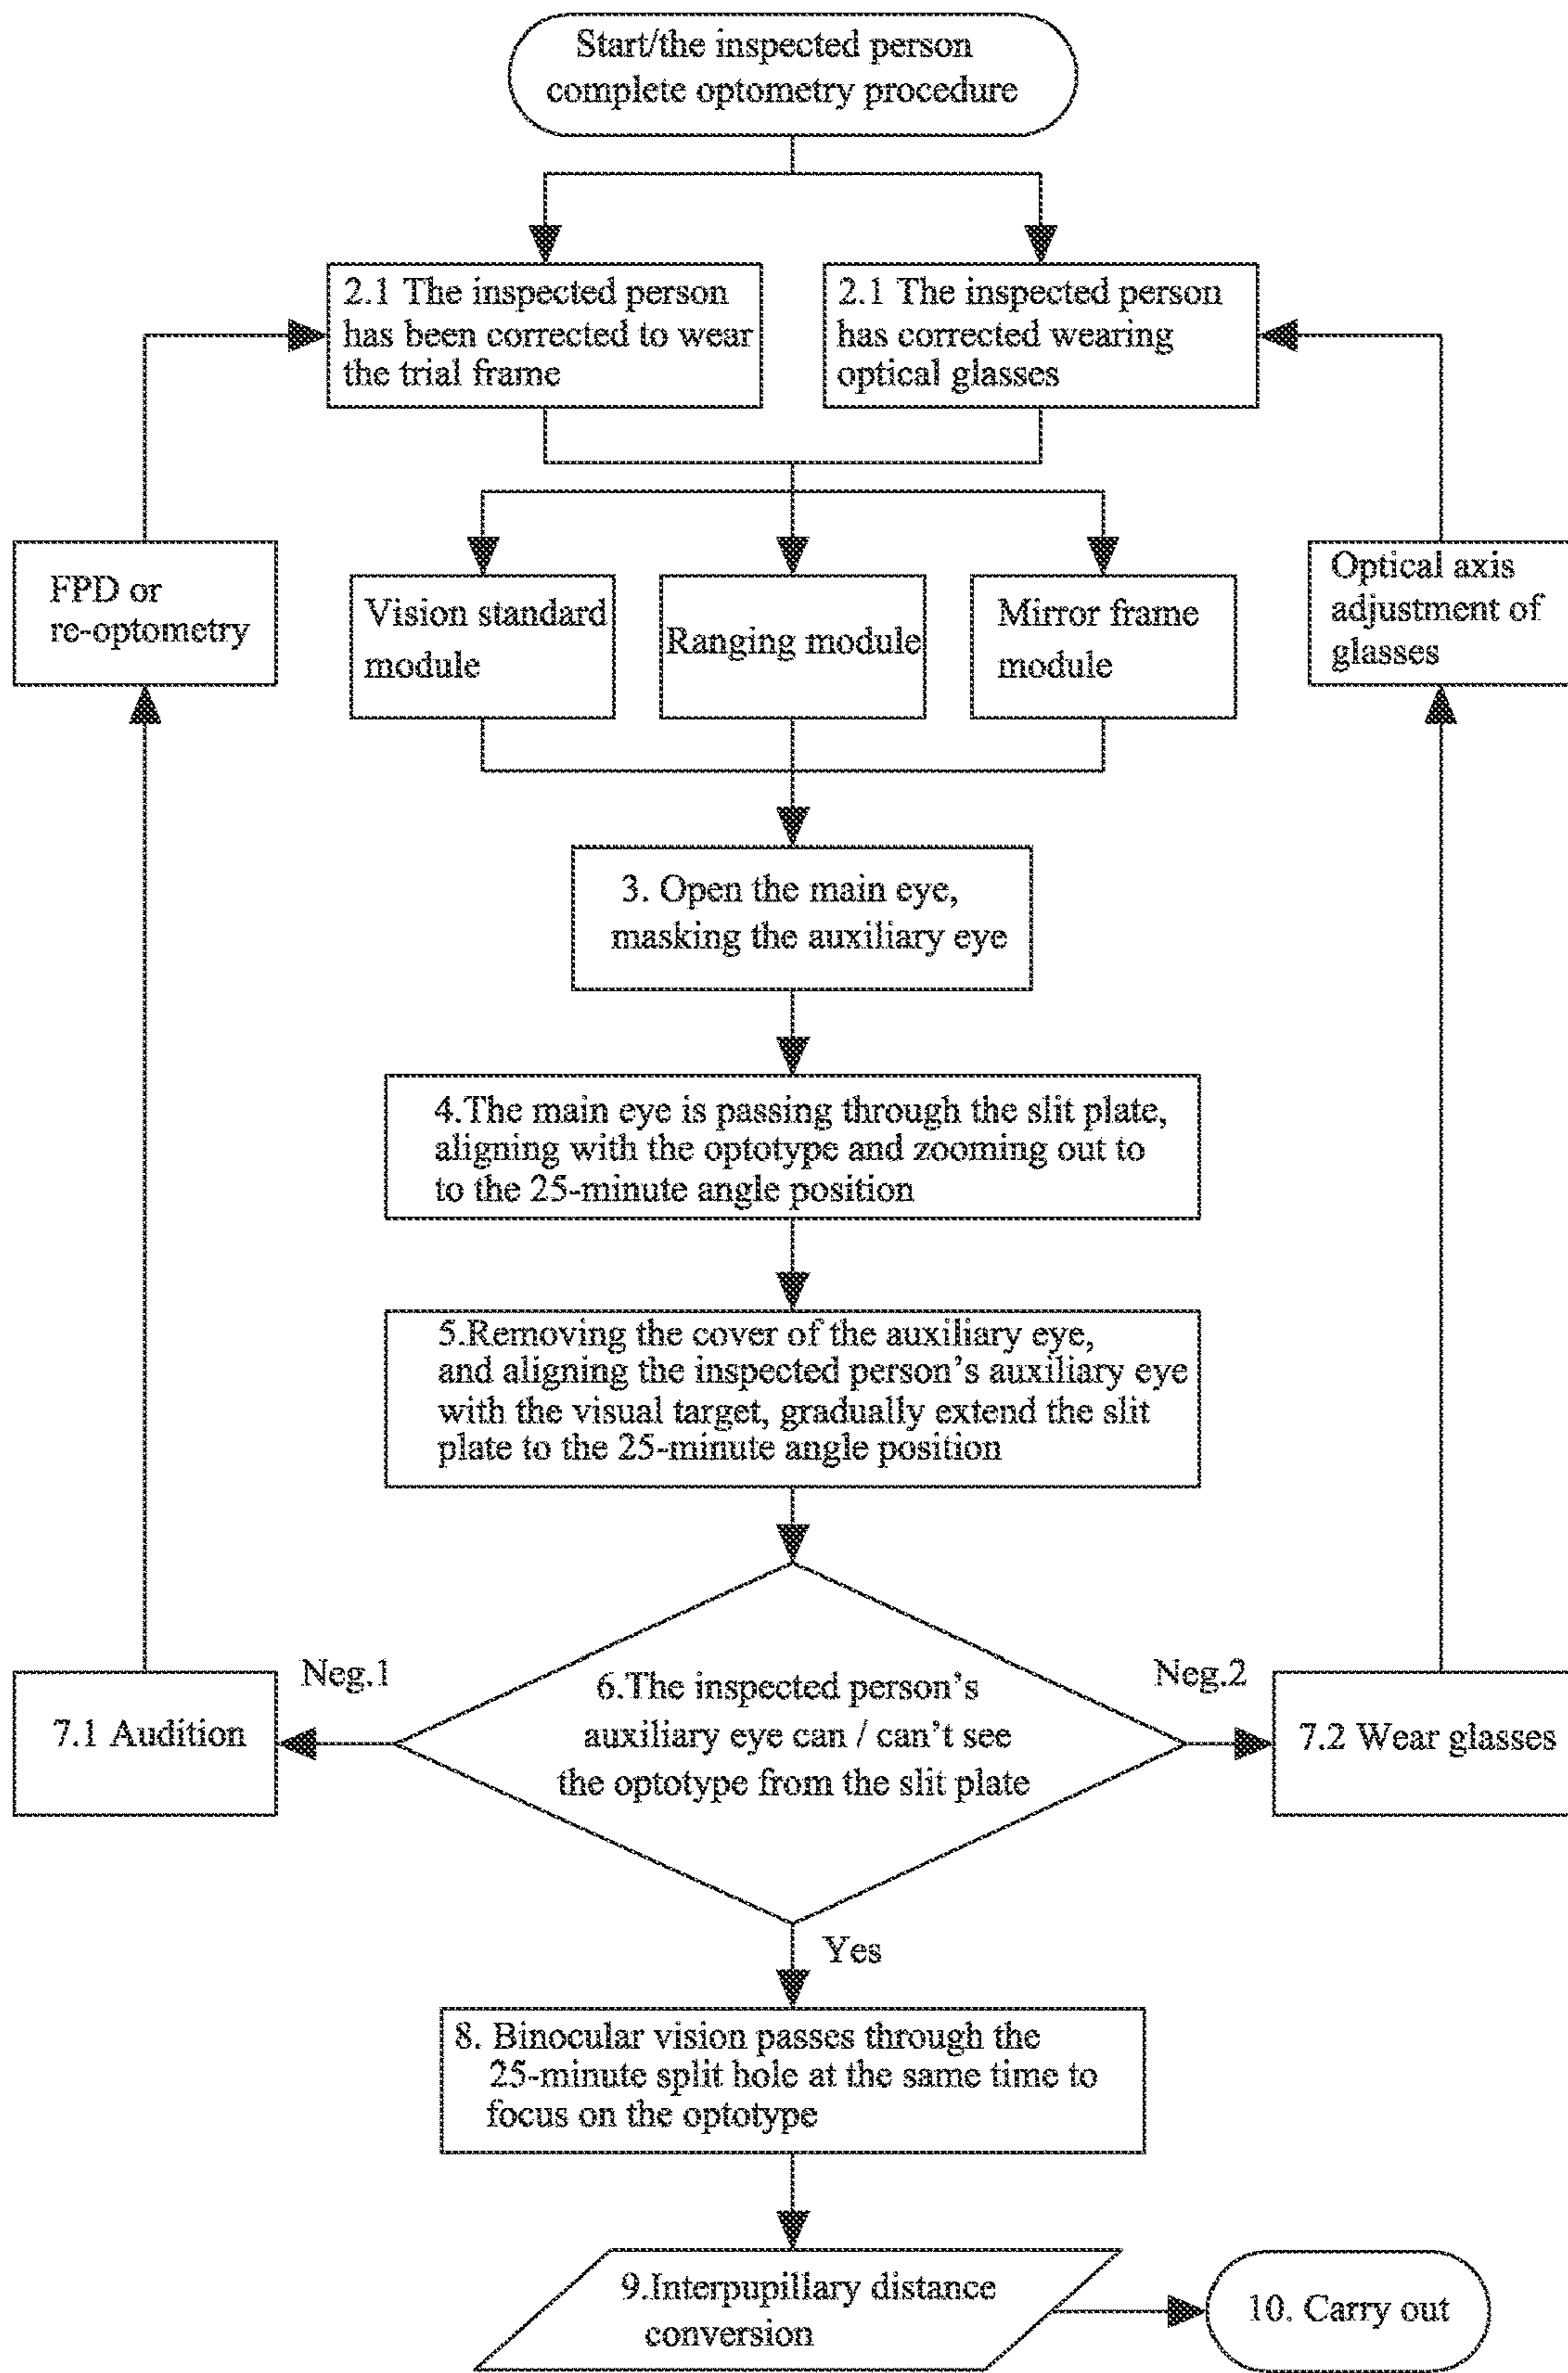 Start/the inspected person
complete optometry procedure
2.1 The inspected person
has been corrected to wear
the trial frame
2.1 The inspected person
has corrected wearing
optical glasses
FPD or
re-optometry
Vision standard
module
Ranging module
Mirror frame
module
Optical axis
adjustment of
glasses
3. Open the main eye,
masking the auxiliary eye
4.The main eye is passing through the slit plate,
aligning with the optotype and zooming out to
to the 25-minute angle position
5.Removing the cover of the auxiliary eye,
and aligning the inspected person's auxiliary eye
with the visual target, gradually extend the slit
plate to the 25-minute angle position
Neg.1
Neg.2
7.1 Audition
6.The inspected person's
auxiliary eye can / can't see
the optotype from the slit plate
7.2 Wear glasses
Yes
8. Binocular vision passes through the
25-minute split hole at the same time to
focus on the optotype
9.Interpupillary distance
conversion
10. Carry out